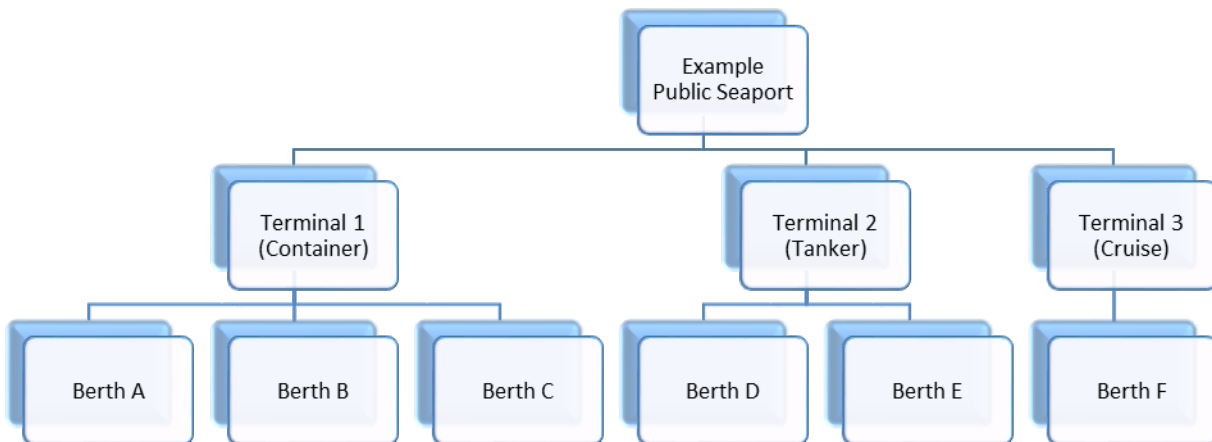 Example
Public Seaport
Terminal 1
(Container)
Terminal 2
(Tanker)
Terminal 3
(Cruise)
Berth A
Berth B
Berth C
Berth D
Berth E
Berth F